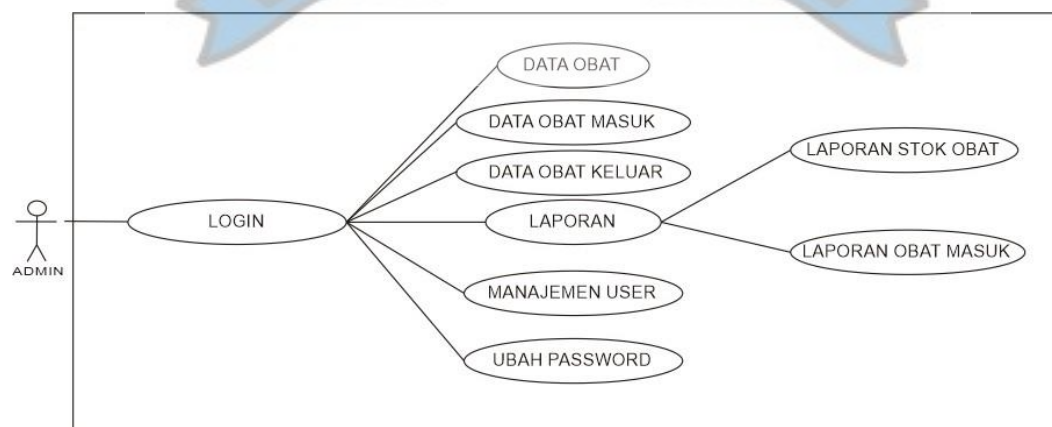 DATA OBAT
DATA OBAT MASUK
DATA OBAT KELUAR
LAPORAN STOK OBAT
LOGIN
LAPORAN
ADMIN
LAPORAN OBAT MASUK
MANAJEMEN USER
UBAH PASSWORD